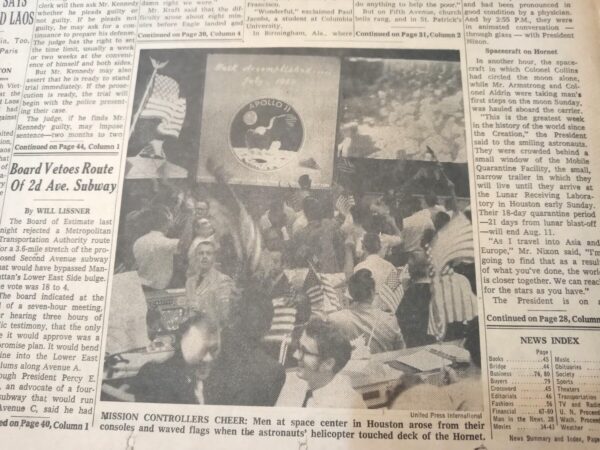 SAYS
D LAOS
Too,
Paris
clerk will then ask Mr. Kennedy
whether he pleads guilty or
not guilty. If he pleads not
guilty, he may ask for a con-
tinuance to prepare his defense.
The judge has the right to set
the time limit, usually a week
or two weeks at the conven-
ience of himself and both sides.
But Mr. Kennedy may also
assert that he is ready to stand
trial immediately. If the prose-
cution is ready, the trial will
begin with the police present-
ing their case.
The judge, if he finds Mr.
Kennedy guilty, may impose
sentence—two months to two
Continued on Page 44, Column 1
Board Vetoes Route
Of 2d Ave. Subway
By WILL LISSNER
The Board of Estimate last
night rejected a Metropolitan
Transportation Authority route
for a 3.6-mile stretch of the pro-
posed Second Avenue subway
that would have bypassed Man-
hattan's Lower East Side bulge.
The vote was 18 to 4.
The board indicated at the
end of a seven-hour meeting,
after hearing three hours of
public testimony, that the only
line it would approve was a
compromise plan. It would bend
the line into the Lower East
slums along Avenue A.
Borough President Percy E.
, an advocate of a four-
subway that would run
Avenue C, said he had
Continued on Page 40, Column 1
damn right we were.
Mr. Kraft said that the dif-
ficulty arose about eight min-
utes before Eagle landed and
Continued on Page 30, Column 4
Francisco.
"Wonderful," exclaimed Paul
Jacobs, a student at Columbia
University.
In Birmingham, Ala., where
do anything to help the poor."
But on Fifth Avenue, church
bells rang, and in St. Patrick's
Continued on Page 21, Column 2
APOLLO 11
United Press International
MISSION CONTROLLERS CHEER: Men at space center in Houston arose from their
consoles and waved flags when the astronauts' helicopter touched deck of the Hornet.
and had been pronounced in
good condition by a physician.
And by 2:55 P.M., they were
in animated conversation —
through glass — with President
Nixon.
Spacecraft on Hornet
In another hour, the space-
craft in which Colonel Collins
had circled the moon alone,
while Mr. Armstrong and Col-
onel Aldrin were taking man's
first steps on the moon Sunday,
was hauled aboard the carrier.
"This is the greatest week
in the history of the world since
the Creation," the President
said to the smiling astronauts.
They were crowded behind a
small window of the Mobile
Quarantine Facility, the small,
narrow trailer in which they
will live until they arrive at
the Lunar Receiving Labora-
tory in Houston early Sunday.
Their 18-day quarantine period
—21 days from lunar blast-off
—will end Aug. 11.
"As I travel into Asia and
Europe," Mr. Nixon said, "I'm
going to find that as a result
of what you've done, the world
is closer together. We can reach
for the stars as you have."
The President is on a
Continued on Page 28, Column
NEWS INDEX
Page
Books
Bridge
Business
Buyers
Crossword
Editorials
Fashions
Financial
Man in the News
Movies
Music
Obituaries
Society
Sports
Theaters
Transportation
TV and Radio
U. N. Proceedings
Wash. Proceedings
Weather
News Summary and Index, Page